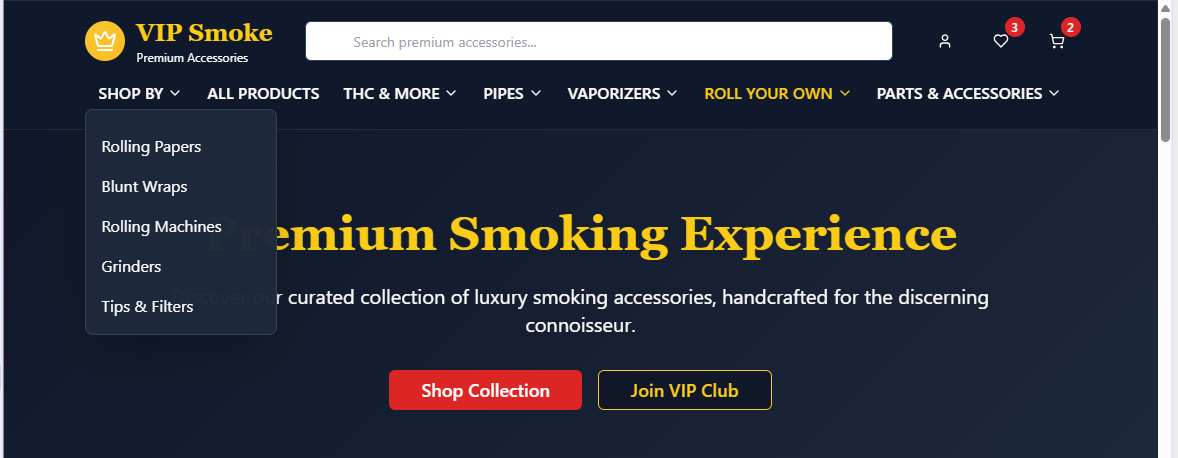 VIP Smoke
Premium Accessories
Search premium accessories...
3
2
SHOP BY
ALL PRODUCTS
THC & MORE
PIPES
VAPORIZERS
ROLL YOUR OWN
PARTS & ACCESSORIES
Rolling Papers
Blunt Wraps
Rolling Machines
Grinders
Tips & Filters
Premium Smoking Experience
Discover our curated collection of luxury smoking accessories, handcrafted for the discerning
connoisseur.
Shop Collection
Join VIP Club